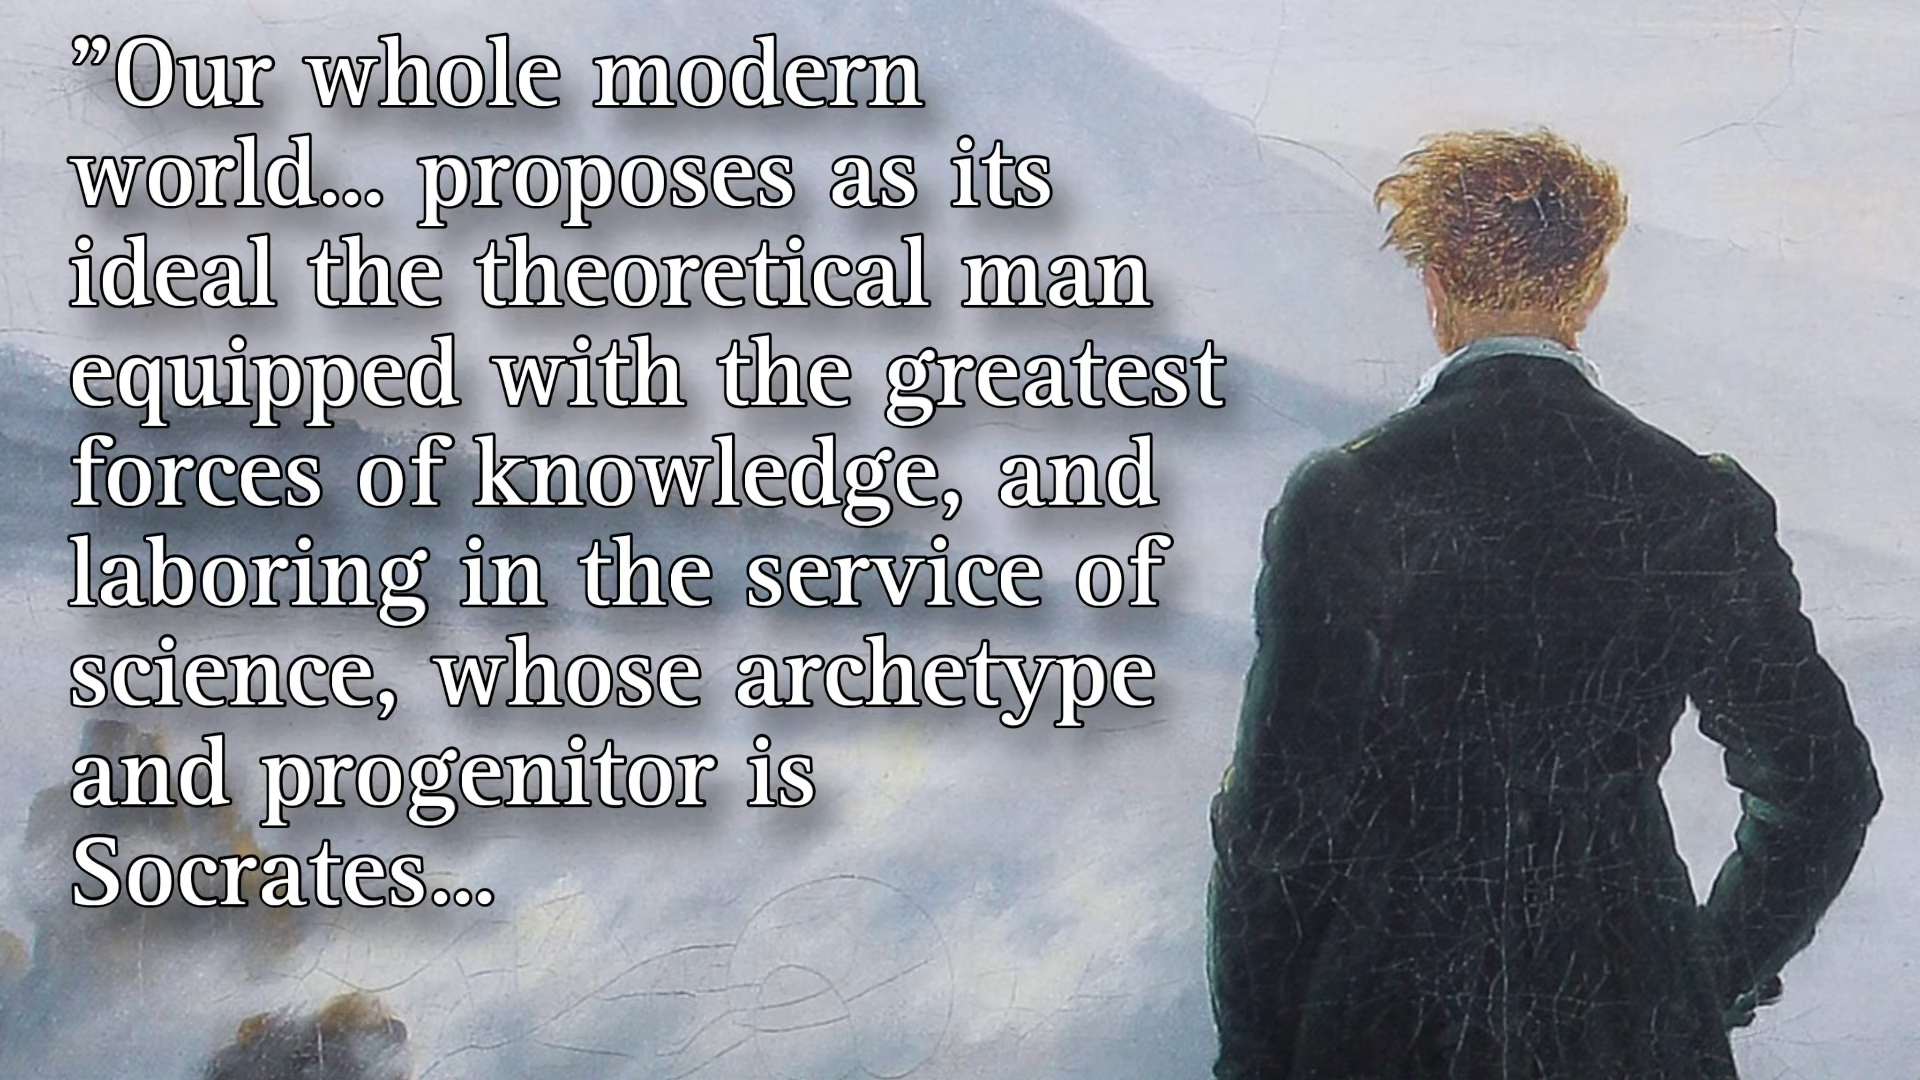 ”Our whole modern
world... proposes as its
ideal the theoretical man
equipped with the greatest
forces of knowledge, and
laboring in the service of
science, whose archetype
and progenitor is
Socrates...